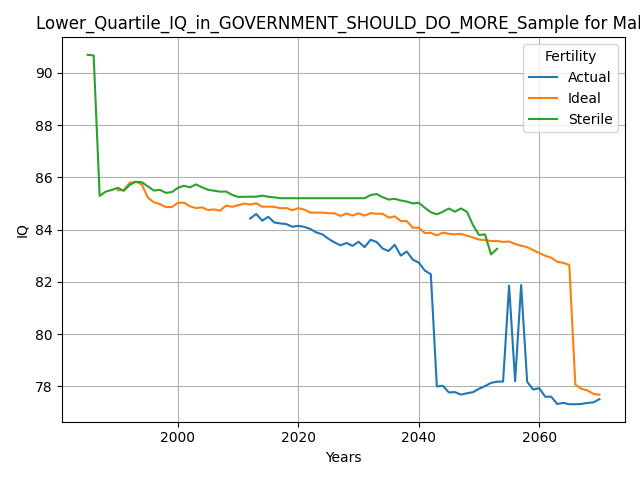 Lower_Quartile_IQ_in_GOVERNMENT_SHOULD_DO_MORE_Sample for Mal
Fertility
Actual
Ideal
Sterile
IQ
90
88
86
84
82
80
78
2000 2020 2040 2060
Years